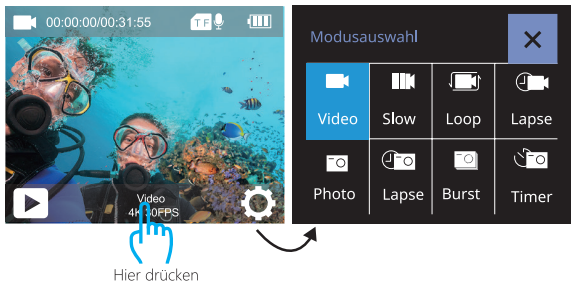 00:00:00/00:31:55
TF
Video
4K 30FPS
Hier drücken
Modusauswahl
Video Slow Loop Lapse
Photo Lapse Burst Timer